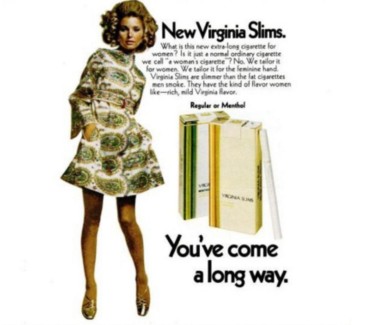 New Virginia Slims.
What is this new extra-long cigarette for
women? Is it just a normal ordinary cigarette
we call "a woman's cigarette"? No. We tailor it
for women. We tailor it for the feminine hand.
Virginia Slims are slimmer than the fat cigarettes
men smoke. They have the kind of flavor women
like—rich, mild Virginia flavor.
Regular or Menthol
VIRGINIA SLIMS
You've come
a long way.